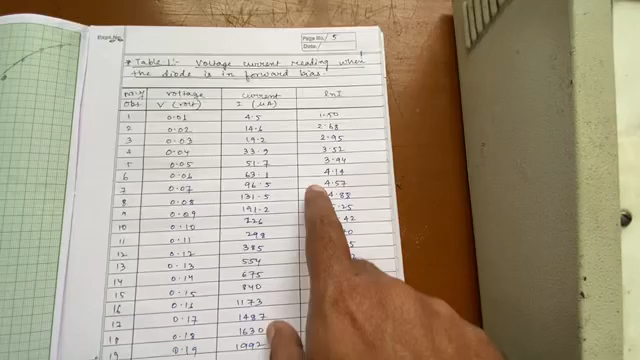 Expt. No.
Page No. 5
Date
* Table 1:- Voltage current reading when
the diode is in forward bias.
No. of Obs. Voltage V (volt) Current I (μA) lnI
1 0.01 4.5 1.50
2 0.02 14.6 2.68
3 0.03 19.2 2.95
4 0.04 33.9 3.52
5 0.05 51.7 3.94
6 0.06 63.1 4.14
7 0.07 96.5 4.57
8 0.08 131.5 4.88
9 0.09 191.2 .25
10 0.10 226 .42
11 0.11 298
12 0.12 385
13 0.13 554
14 0.14 675
15 0.15 840
16 0.16 1173
17 0.17 1487
18 0.18 1630
19 0.19 1992